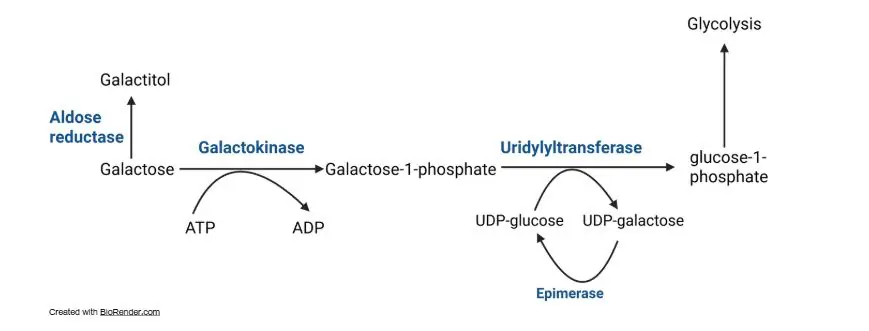 Glycolysis
Galactitol
Aldose
reductase
Galactokinase
Uridylyltransferase
Galactose
Galactose-1-phosphate
glucose-1-
phosphate
ATP
ADP
UDP-glucose
UDP-galactose
Epimerase
Created with BioRender.com